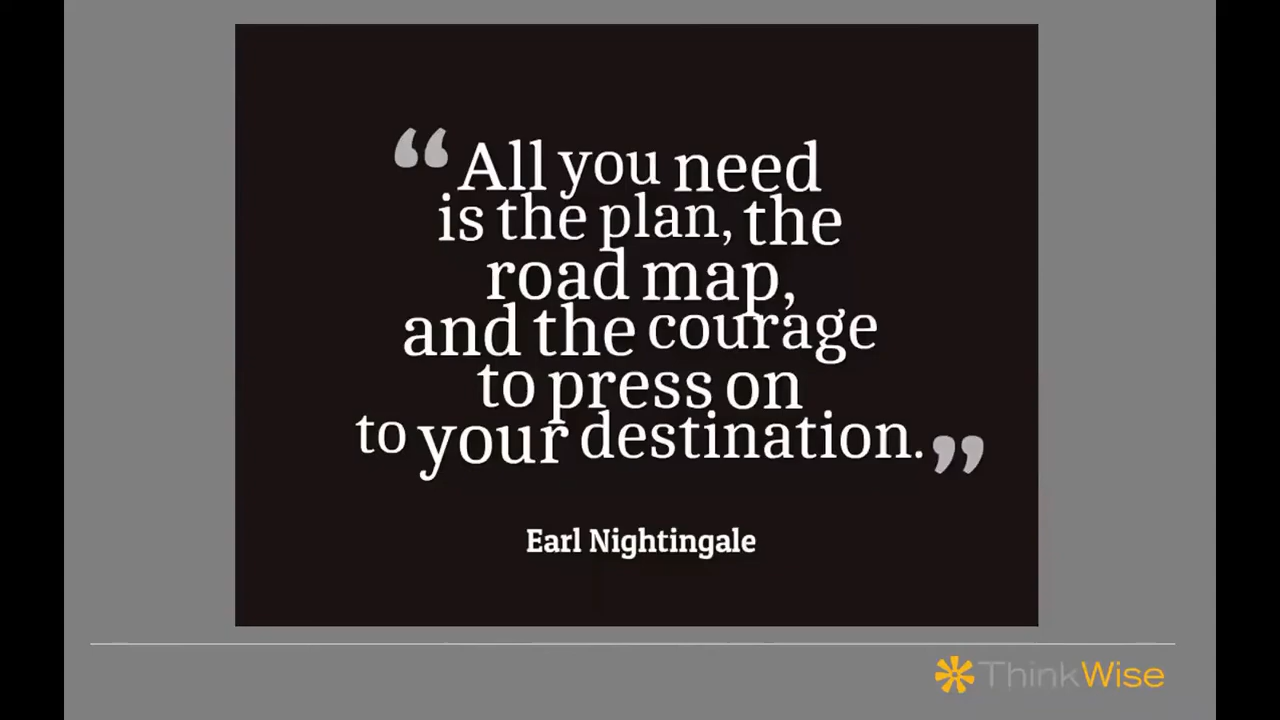 “All you need
is the plan, the
road map,
and the courage
to press on
to your destination.”
Earl Nightingale
ThinkWise